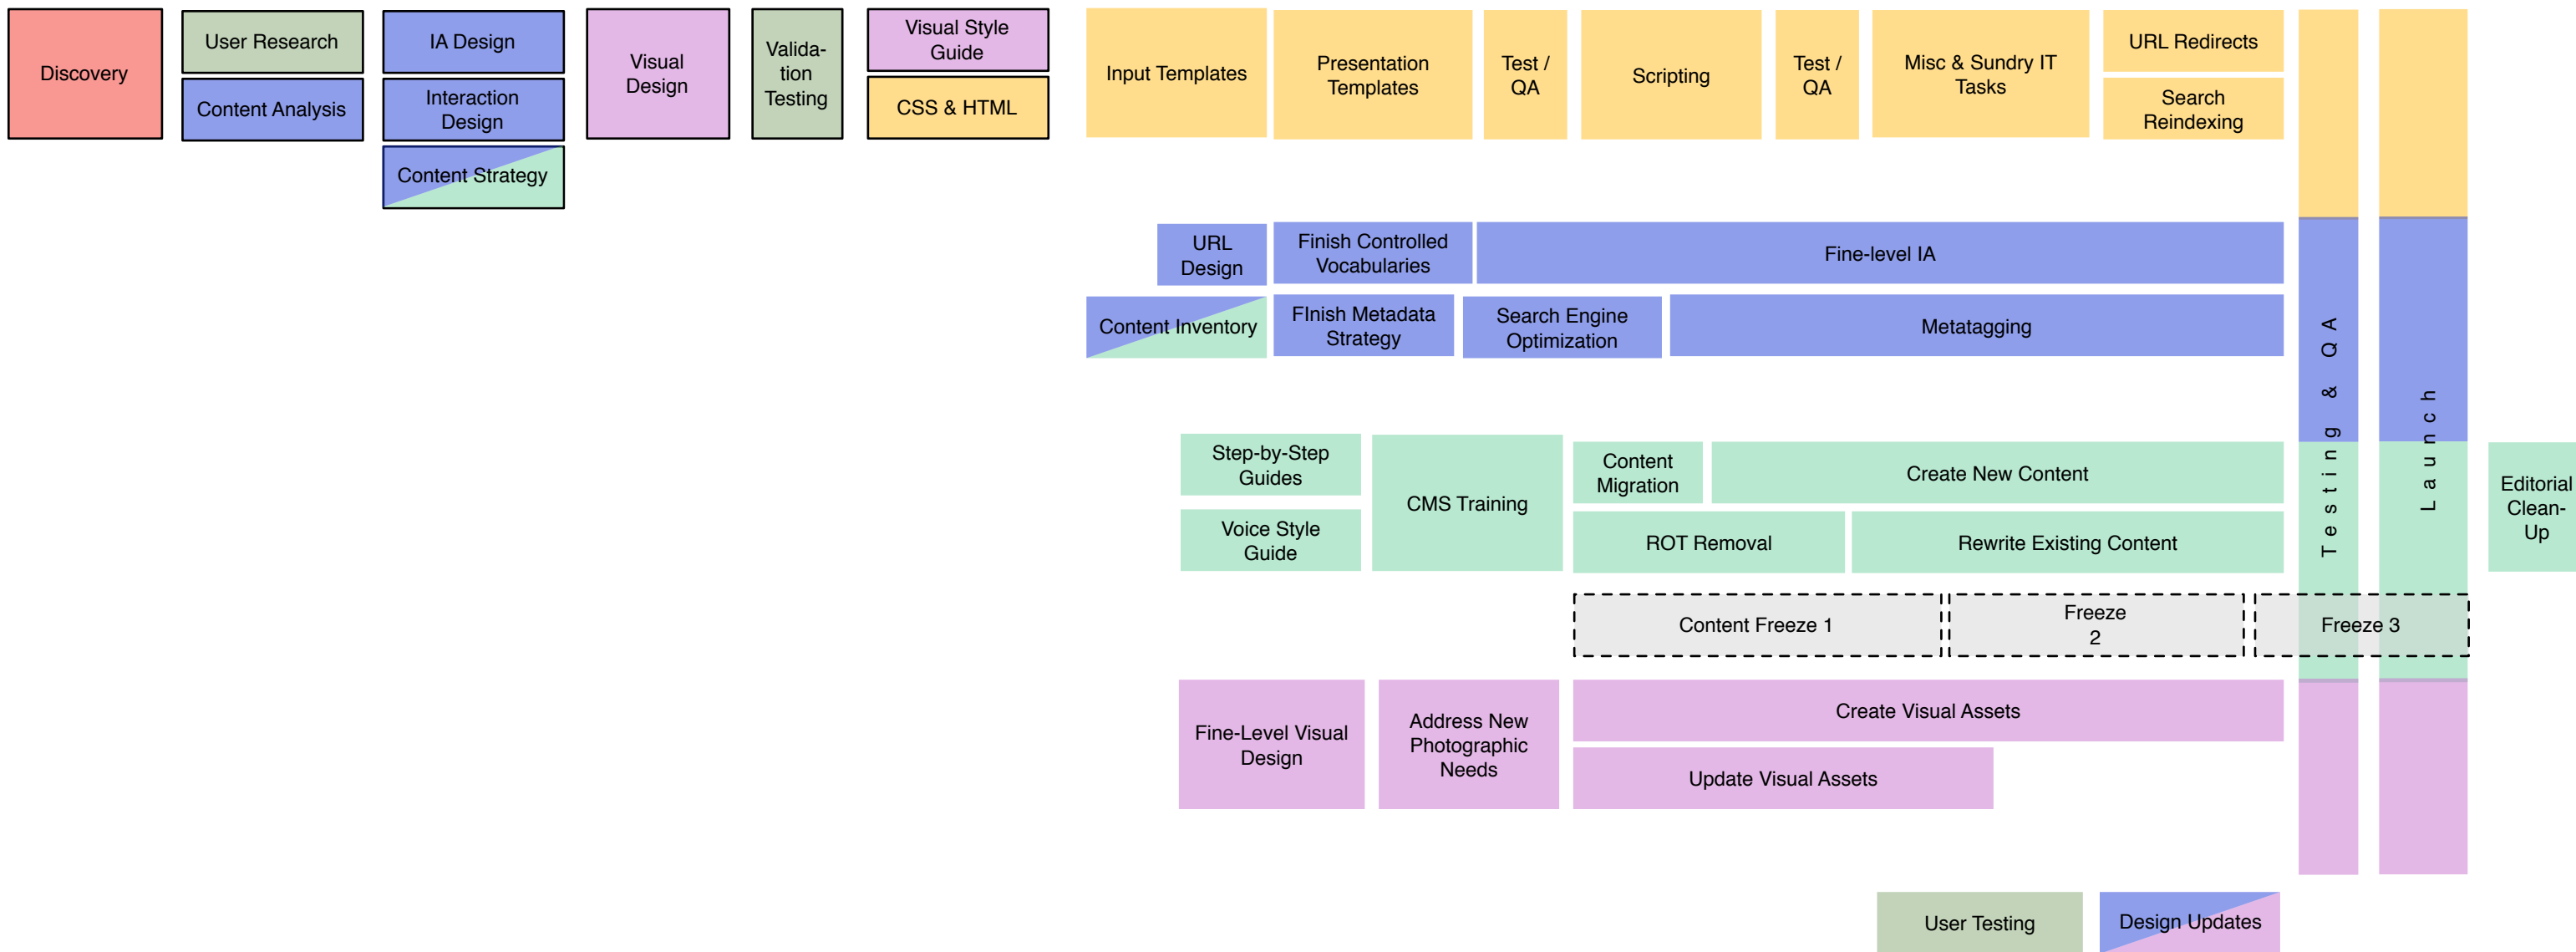 Discovery
User Research
Content Analysis
IA Design
Interaction
Design
Content Strategy
Visual
Design
Valida-
tion
Testing
Visual Style
Guide
CSS & HTML
Input Templates
Presentation
Templates
Test /
QA
Scripting
Test /
QA
Misc & Sundry IT
Tasks
URL Redirects
Search
Reindexing
URL
Design
Finish Controlled
Vocabularies
Fine-level IA
Content Inventory
FInish Metadata
Strategy
Search Engine
Optimization
Metatagging
Step-by-Step
Guides
Voice Style
Guide
CMS Training
Content
Migration
Create New Content
ROT Removal
Rewrite Existing Content
Content Freeze 1
Freeze
2
Freeze 3
Testing & QA
Launch
Editorial
Clean-
Up
Fine-Level Visual
Design
Address New
Photographic
Needs
Create Visual Assets
Update Visual Assets
User Testing
Design Updates